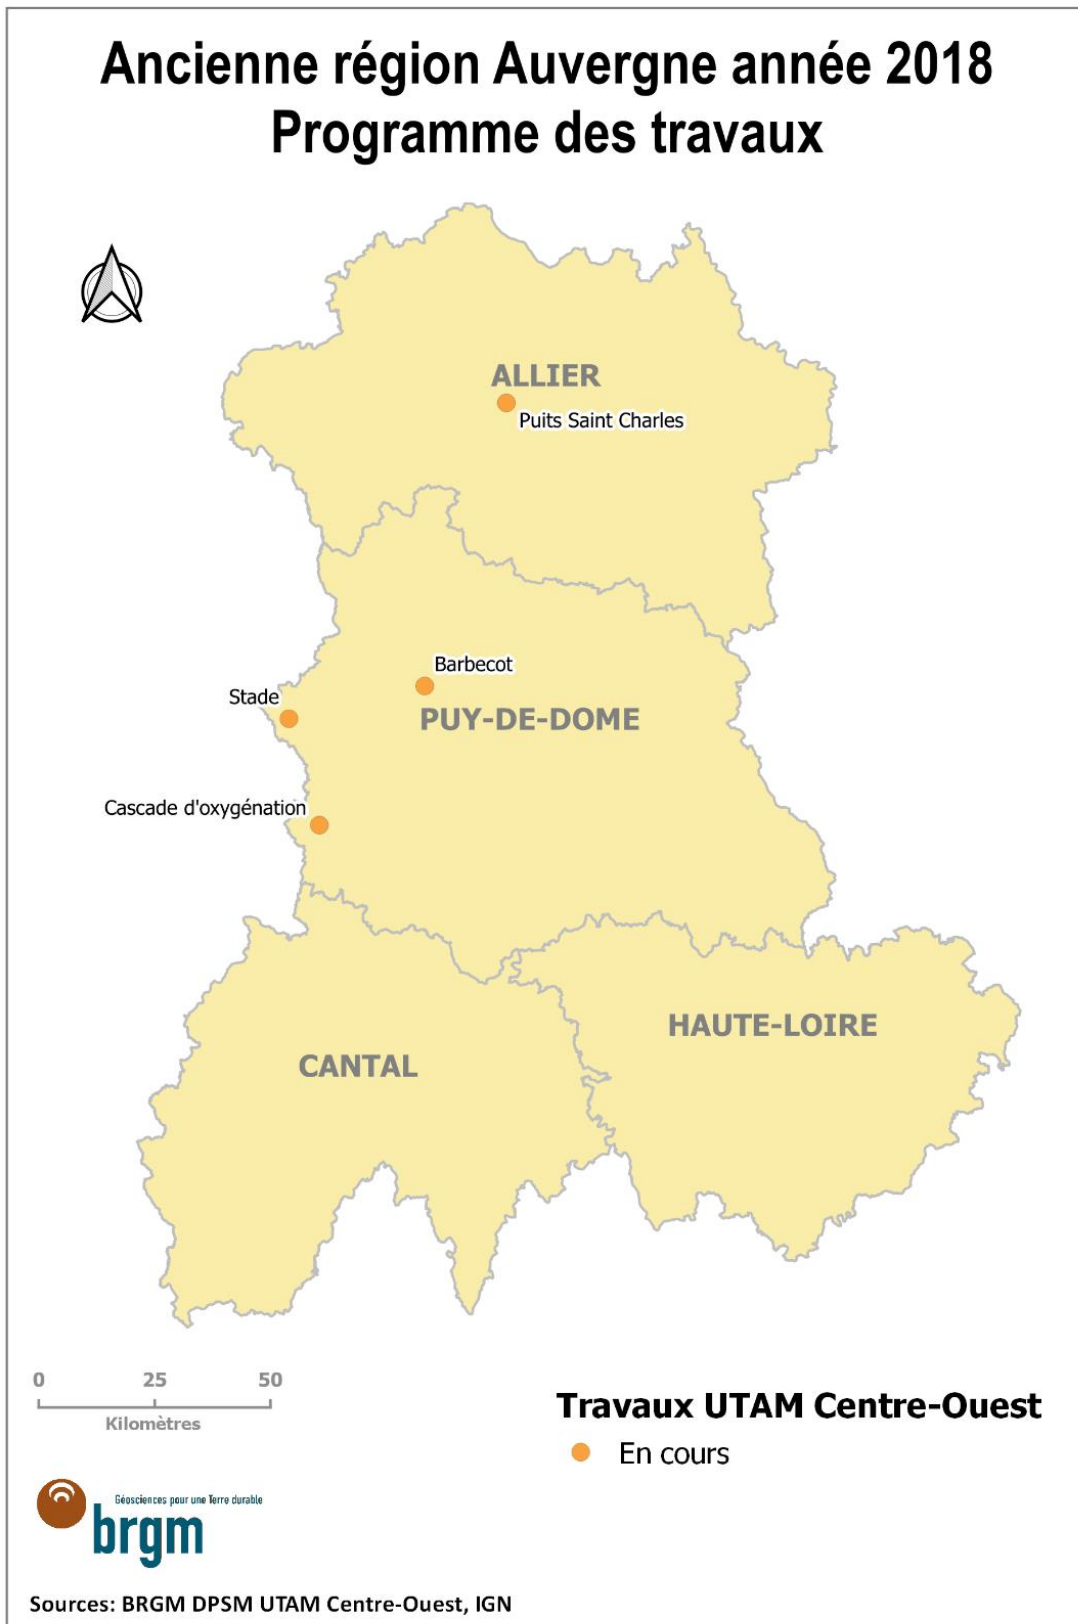 Ancienne région Auvergne année 2018
Programme des travaux
ALLIER
Puits Saint Charles
Barbecot
Stade
PUY-DE-DOME
Cascade d'oxygénation
HAUTE-LOIRE
CANTAL
0 25 50
Kilomètres
Travaux UTAM Centre-Ouest
En cours
Géosciences pour une Terre durable
brgm
Sources: BRGM DPSM UTAM Centre-Ouest, IGN